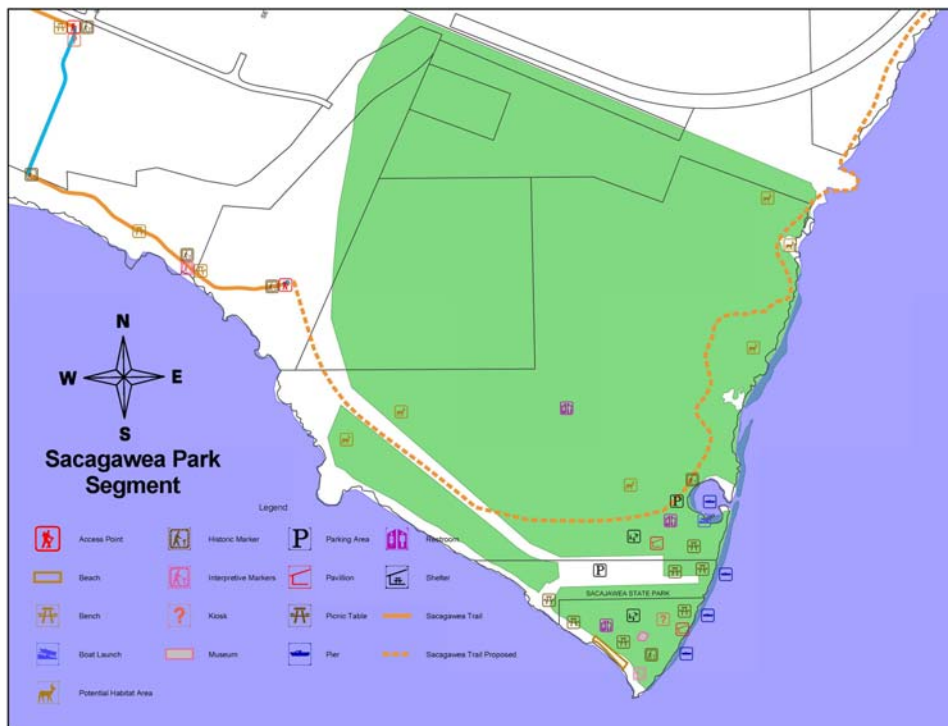 SE
N
W E
S
Sacagawea Park
Segment
Legend
Access Point
Historic Marker
P
Parking Area
Restroom
Beach
Interpretive Markers
Pavillion
Shelter
Bench
?
Kiosk
Picnic Table
Sacagawea Trail
Boat Launch
Museum
Pier
Sacagawea Trail Proposed
Potential Habitat Area
P
P
SACAJAWEA STATE PARK
?